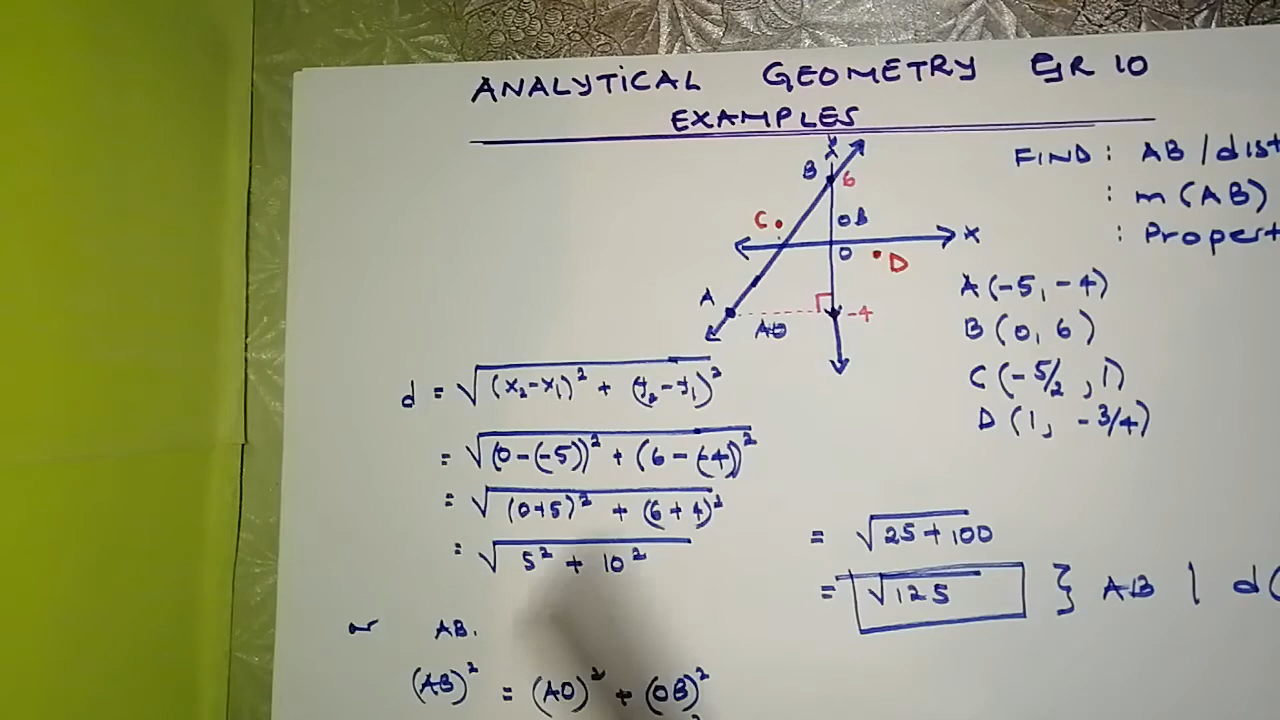 ANALYTICAL GEOMETRY GR 10
EXAMPLES
FIND : AB / dist
: m (AB)
: Propert
B 6
C
OB
X
O
D
A
AO
-4
A (-5, -4)
B (0, 6)
C (-5/2, 1)
D (1, -3/4)
d = √(x₂-x₁)² + (y₂-y₁)²
= √(0-(-5))² + (6-(-4))²
= √(0+5)² + (6+4)²
= √5² + 10²
= √25+100
= √125 } AB | d(
or AB.
(AB)² = (AO)² + (OB)²